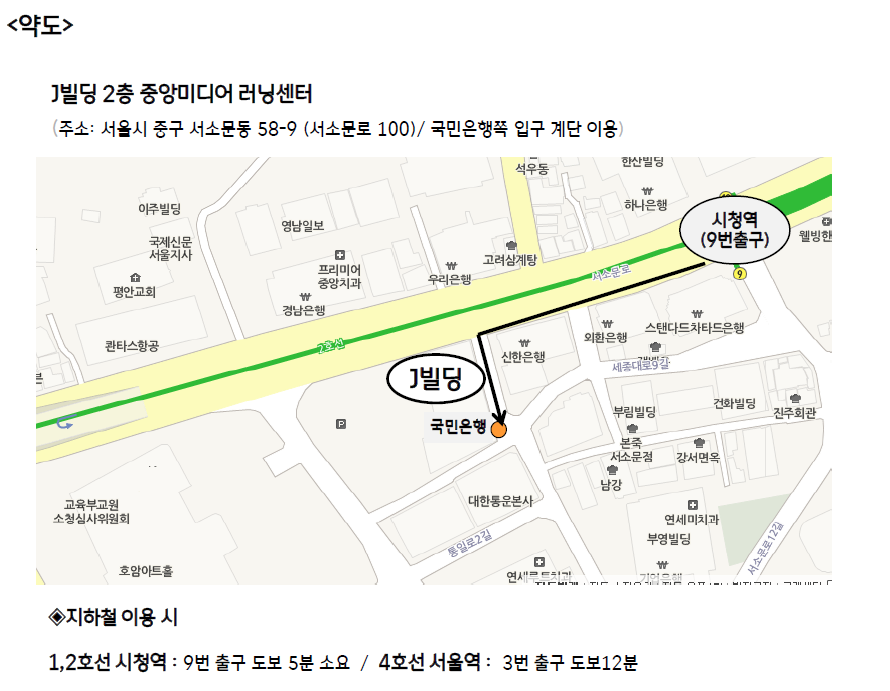 <약도>
J빌딩 2층 중앙미디어 러닝센터
(주소: 서울시 중구 서소문동 58-9 (서소문로 100)/ 국민은행쪽 입구 계단 이용)
석우동
한산빌딩
하나은행
이주빌딩
영남일보
시청역
(9번출구)
웰빙한
국제신문
서울지사
고려삼계탕
프리미어
중앙치과
우리은행
서소문로
9
평안교회
경남은행
스탠다드차타드은행
외환은행
콴타스항공
2호선
신한은행
세종대로9길
J빌딩
건화빌딩
부림빌딩
진주회관
국민은행
P
본죽
서소문점
강서면옥
남강
대한통운본사
교육부교원
소청심사위원회
연세미치과
부영빌딩
통일로2길
서소문로12길
호암아트홀
◈지하철 이용 시
1,2호선 시청역 : 9번 출구 도보 5분 소요 / 4호선 서울역 : 3번 출구 도보12분